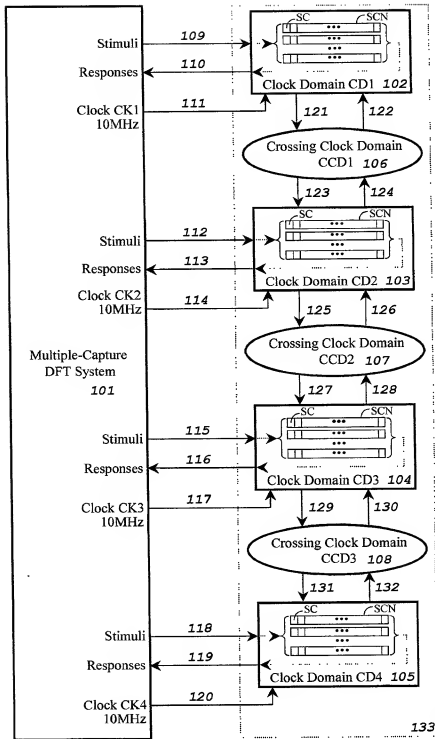 SC ••• SCN
Stimuli 109
Responses 110
Clock Domain CD1 102
Clock CK1 111
10MHz
121 122
Crossing Clock Domain
CCD1 106
123 124
SC ••• SCN
Stimuli 112
Responses 113
Clock Domain CD2 103
Clock CK2 114
10MHz
125 126
Crossing Clock Domain
CCD2 107
Multiple-Capture
DFT System
101
127 128
SC ••• SCN
Stimuli 115
Responses 116
Clock Domain CD3 104
Clock CK3 117
10MHz
129 130
Crossing Clock Domain
CCD3 108
131 132
SC ••• SCN
Stimuli 118
Responses 119
Clock Domain CD4 105
Clock CK4 120
10MHz
133